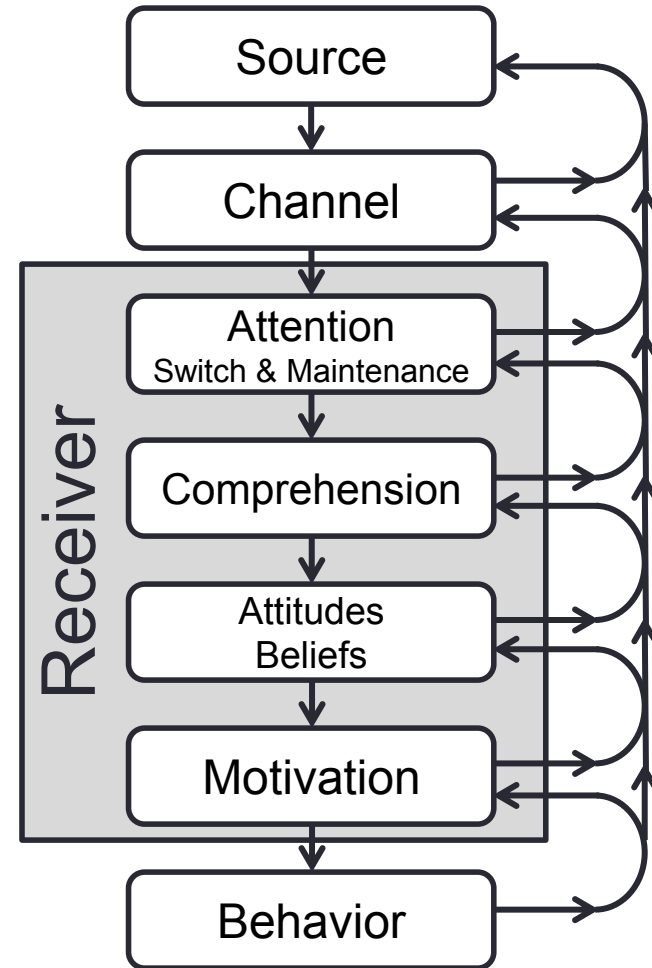 Source
Channel
Receiver
Attention
Switch & Maintenance
Comprehension
Attitudes
Beliefs
Motivation
Behavior